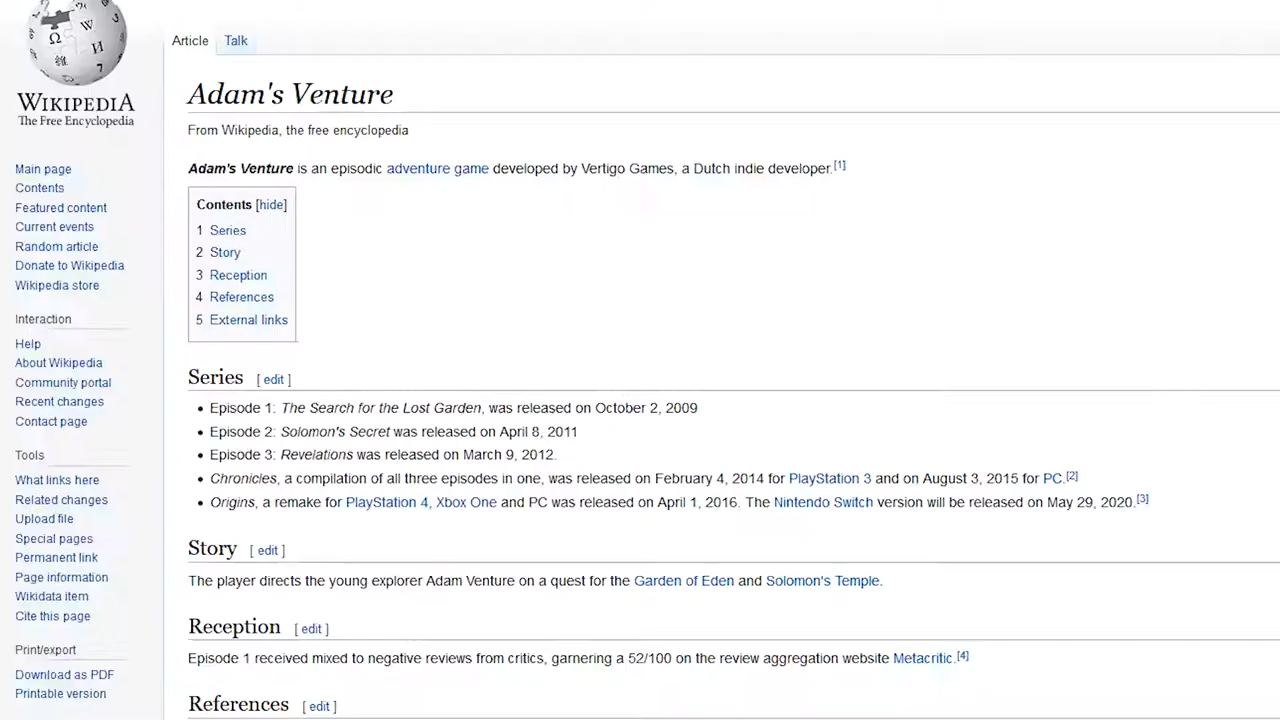 Article Talk
WIKIPEDIA
The Free Encyclopedia
Main page
Contents
Featured content
Current events
Random article
Donate to Wikipedia
Wikipedia store
Interaction
Help
About Wikipedia
Community portal
Recent changes
Contact page
Tools
What links here
Related changes
Upload file
Special pages
Permanent link
Page information
Wikidata item
Cite this page
Print/export
Download as PDF
Printable version
Adam's Venture
From Wikipedia, the free encyclopedia
Adam's Venture is an episodic adventure game developed by Vertigo Games, a Dutch indie developer.[1]
Contents [hide]
1 Series
2 Story
3 Reception
4 References
5 External links
Series [ edit ]
• Episode 1: The Search for the Lost Garden, was released on October 2, 2009
• Episode 2: Solomon's Secret was released on April 8, 2011
• Episode 3: Revelations was released on March 9, 2012.
• Chronicles, a compilation of all three episodes in one, was released on February 4, 2014 for PlayStation 3 and on August 3, 2015 for PC.[2]
• Origins, a remake for PlayStation 4, Xbox One and PC was released on April 1, 2016. The Nintendo Switch version will be released on May 29, 2020.[3]
Story [ edit ]
The player directs the young explorer Adam Venture on a quest for the Garden of Eden and Solomon's Temple.
Reception [ edit ]
Episode 1 received mixed to negative reviews from critics, garnering a 52/100 on the review aggregation website Metacritic.[4]
References [ edit ]